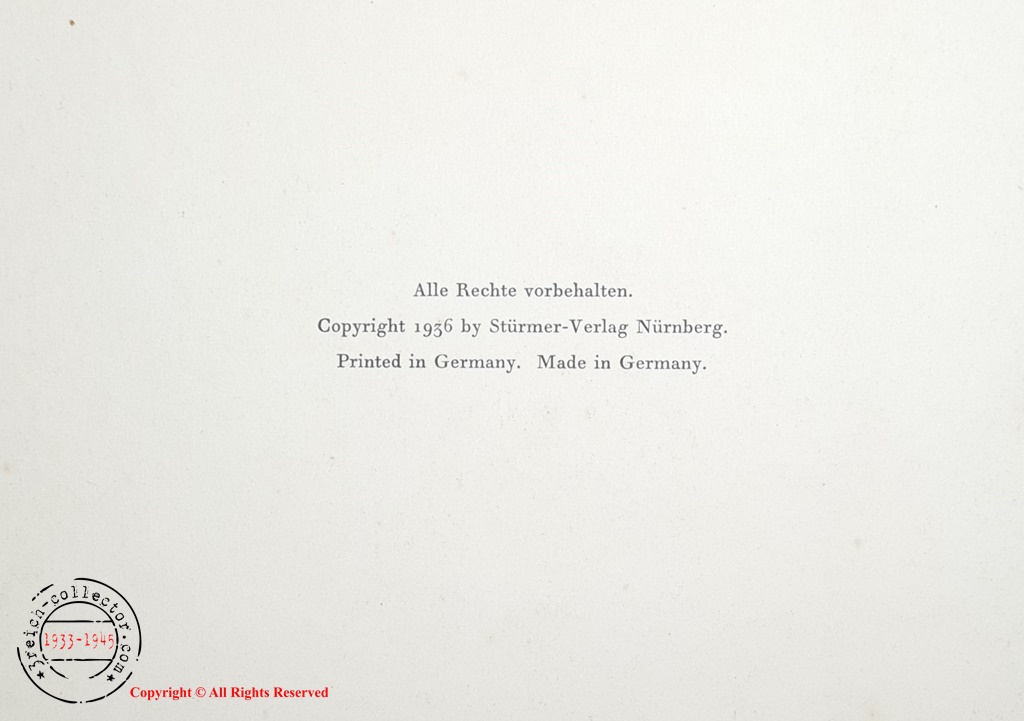 Alle Rechte vorbehalten.
Copyright 1936 by Stürmer-Verlag Nürnberg.
Printed in Germany. Made in Germany.
★ 3reich-collector.com ★
1933-1945
Copyright © All Rights Reserved